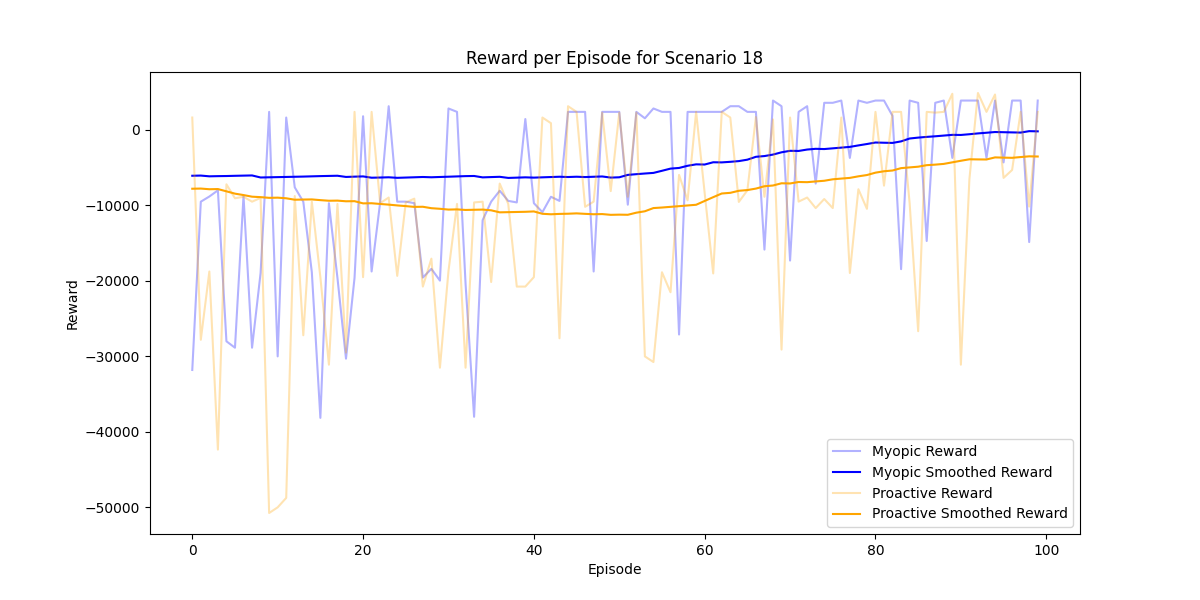 Reward per Episode for Scenario 18
Reward
0
−10000
−20000
−30000
−40000
−50000
Myopic Reward
Myopic Smoothed Reward
Proactive Reward
Proactive Smoothed Reward
0 20 40 60 80 100
Episode